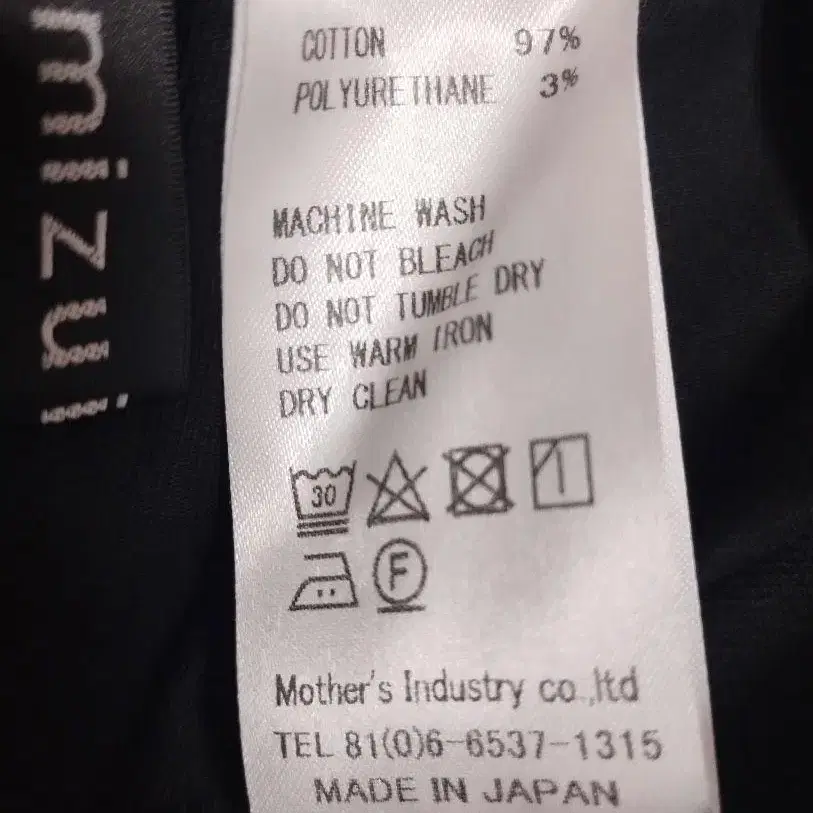 mizui
COTTON 97%
POLYURETHANE 3%
MACHINE WASH
DO NOT BLEACH
DO NOT TUMBLE DRY
USE WARM IRON
DRY CLEAN
30
F
Mother's Industry co.,ltd
TEL 81(0)6-6537-1315
MADE IN JAPAN